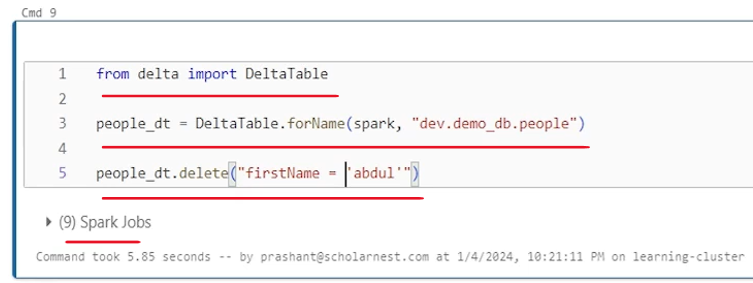 Cmd 9
1 from delta import DeltaTable
2
3 people_dt = DeltaTable.forName(spark, "dev.demo_db.people")
4
5 people_dt.delete("firstName = 'abdul'")
(9) Spark Jobs
Command took 5.85 seconds -- by prashant@scholarnest.com at 1/4/2024, 10:21:11 PM on learning-cluster